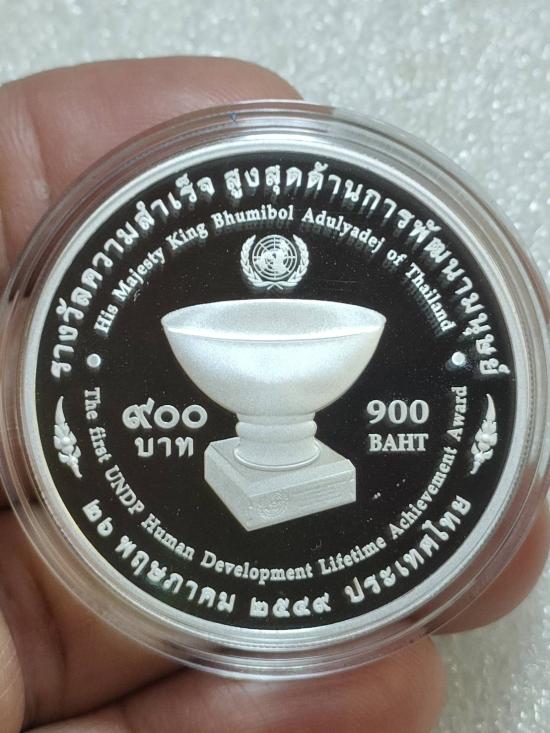 รางวัลความสำเร็จ สูงสุดด้านการพัฒนามนุษย์
His Majesty King Bhumibol Adulyadej of Thailand
๙๐๐
บาท
900
BAHT
The first UNDP Human Development Lifetime Achievement Award
๒๖ พฤษภาคม ๒๕๔๙ ประเทศไทย